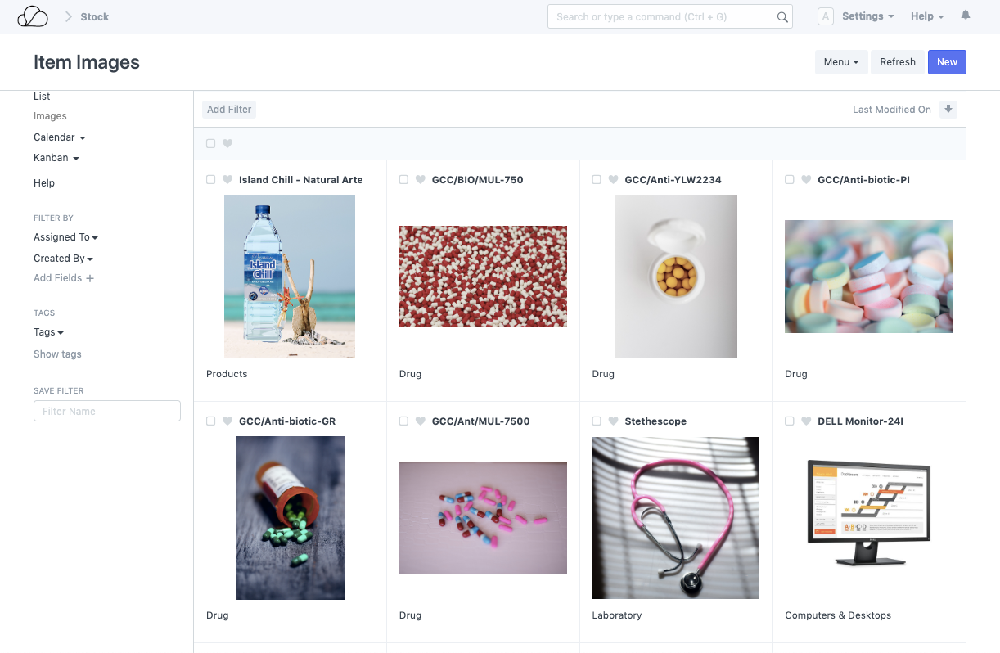 Stock
Search or type a command (Ctrl + G)
A
Settings
Help
Item Images
Menu
Refresh
New
List
Images
Calendar
Kanban
Help
FILTER BY
Assigned To
Created By
Add Fields
TAGS
Tags
Show tags
SAVE FILTER
Filter Name
Add Filter
Last Modified On
Island Chill - Natural Arte
GCC/BIO/MUL-750
GCC/Anti-YLW2234
GCC/Anti-biotic-PI
Island
Chill
Products
Drug
Drug
Drug
GCC/Anti-biotic-GR
GCC/Ant/MUL-7500
Stethescope
DELL Monitor-24I
Dashboard
A-B-C-D
Drug
Drug
Laboratory
Computers & Desktops